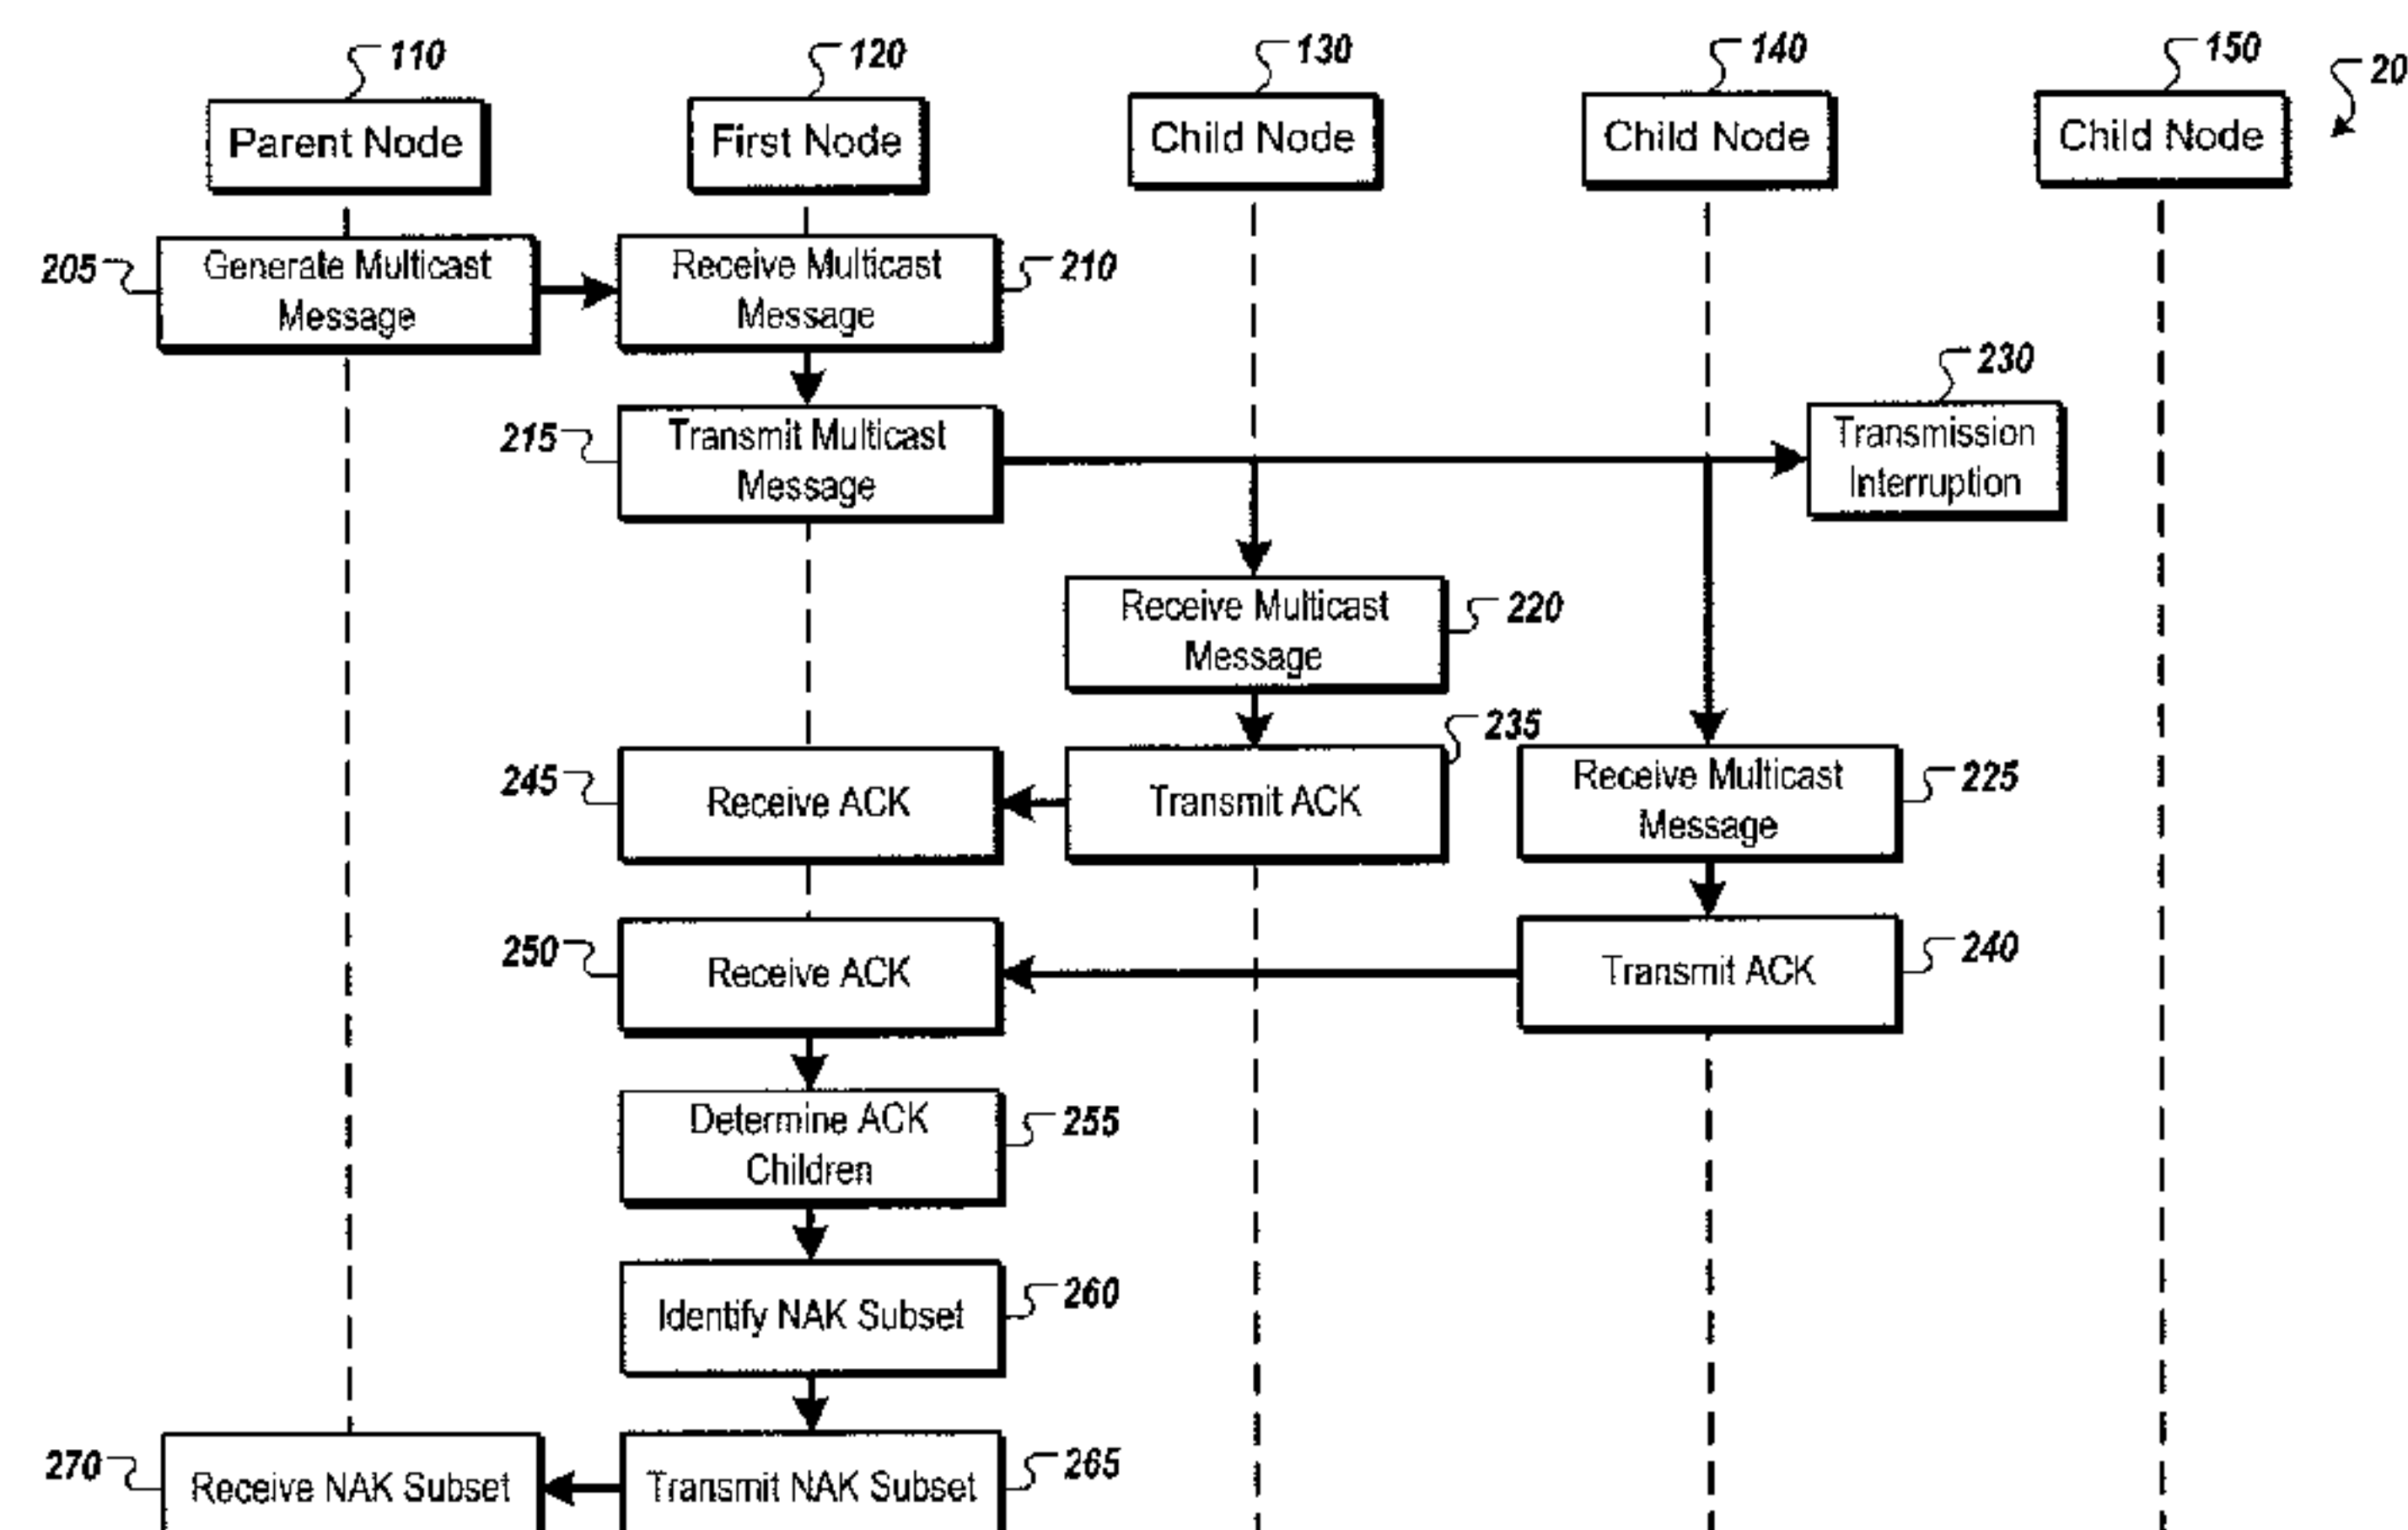 110
120
130
140
150
20
Parent Node
First Node
Child Node
Child Node
Child Node
205
Generate Multicast
Message
Receive Multicast
Message
210
230
215
Transmit Multicast
Message
Transmission
Interruption
Receive Multicast
Message
220
235
245
Receive ACK
Transmit ACK
Receive Multicast
Message
225
250
Receive ACK
Transmit ACK
240
Determine ACK
Children
255
Identify NAK Subset
260
270
Receive NAK Subset
Transmit NAK Subset
265